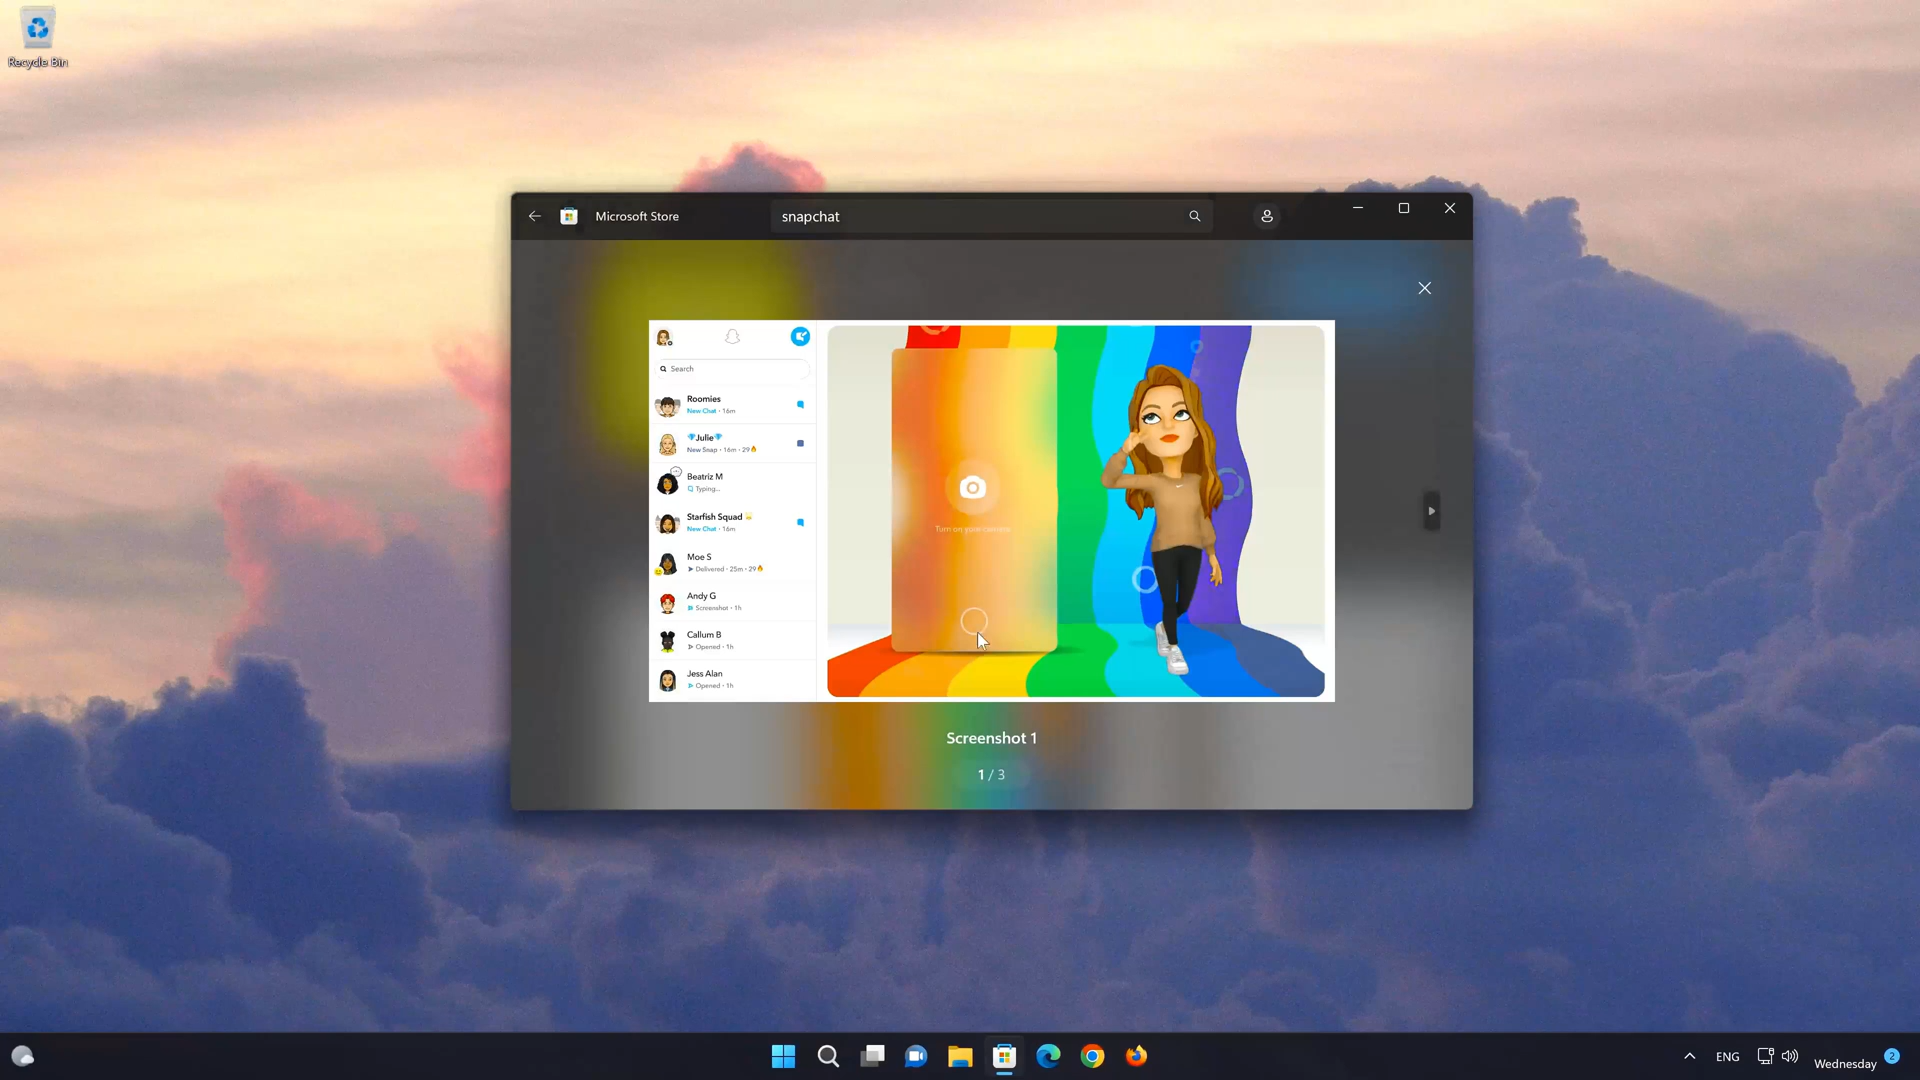 Recycle Bin
Microsoft Store
snapchat
Search
Roomies
New Chat · 16m
💎Julie💎
New Snap · 16m · 29🔥
Beatriz M
Typing...
Starfish Squad
New Chat · 16m
Moe S
Delivered · 25m · 29🔥
Andy G
Screenshot · 1h
Callum B
Opened · 1h
Jess Alan
Opened · 1h
Turn on your camera
Screenshot 1
1 / 3
ENG
Wednesday
2